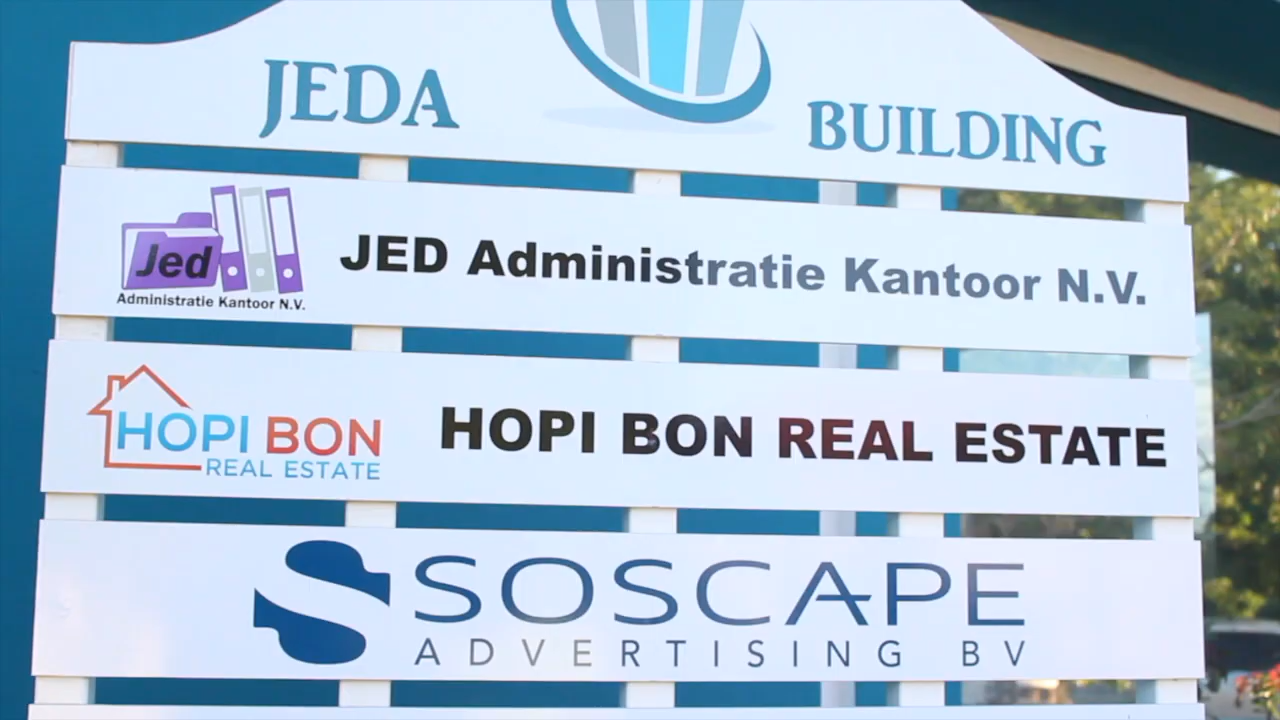 JEDA BUILDING
Jed
Administratie Kantoor N.V.
JED Administratie Kantoor N.V.
HOPI BON
REAL ESTATE
HOPI BON REAL ESTATE
S SOSCAPE
ADVERTISING BV